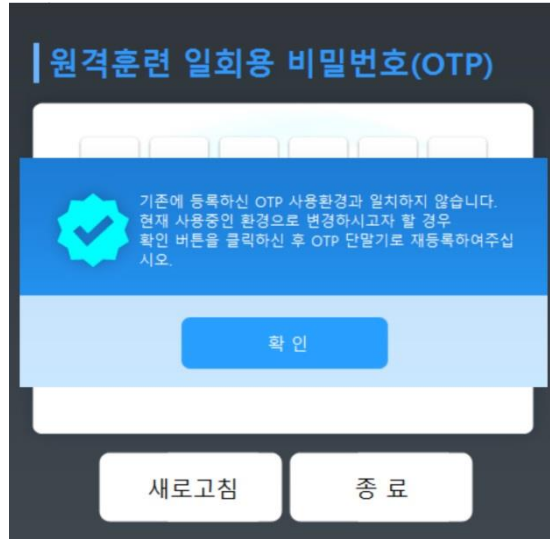 원격훈련 일회용 비밀번호(OTP)
기존에 등록하신 OTP 사용환경과 일치하지 않습니다.
현재 사용중인 환경으로 변경하시고자 할 경우
확인 버튼을 클릭하신 후 OTP 단말기로 재등록하여주십
시오.
확 인
새로고침
종 료